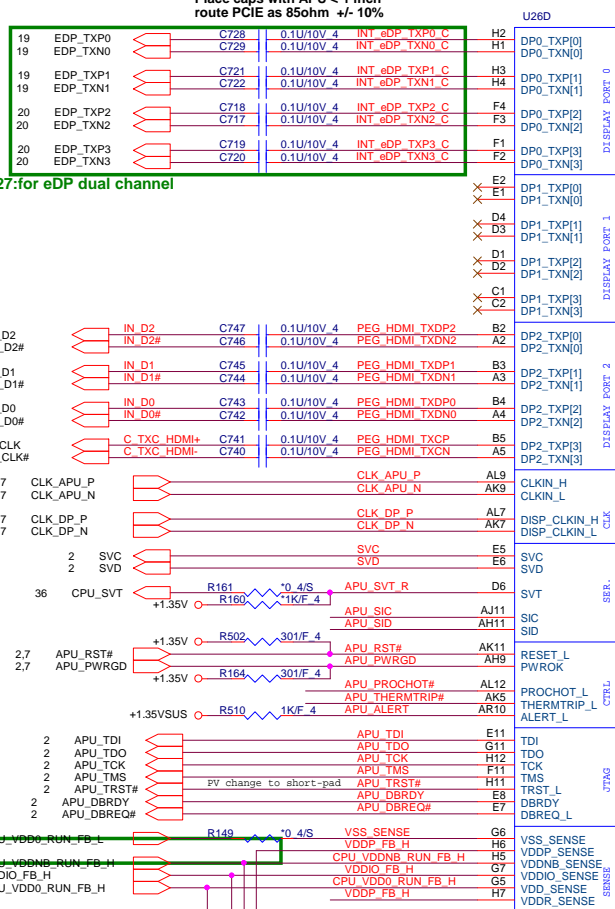 Place caps with APU < 1 inch
route PCIE as 85ohm +/- 10%
U26D
19 EDP_TXP0 C728 0.1U/10V_4 INT_eDP_TXP0_C H2 DP0_TXP[0]
19 EDP_TXN0 C729 0.1U/10V_4 INT_eDP_TXN0_C H1 DP0_TXN[0]
19 EDP_TXP1 C721 0.1U/10V_4 INT_eDP_TXP1_C H3 DP0_TXP[1]
19 EDP_TXN1 C722 0.1U/10V_4 INT_eDP_TXN1_C H4 DP0_TXN[1]
20 EDP_TXP2 C718 0.1U/10V_4 INT_eDP_TXP2_C F4 DP0_TXP[2]
20 EDP_TXN2 C717 0.1U/10V_4 INT_eDP_TXN2_C F3 DP0_TXN[2]
20 EDP_TXP3 C719 0.1U/10V_4 INT_eDP_TXP3_C F1 DP0_TXP[3]
20 EDP_TXN3 C720 0.1U/10V_4 INT_eDP_TXN3_C F2 DP0_TXN[3]
DISPLAY PORT 0
27:for eDP dual channel
E2 DP1_TXP[0]
E1 DP1_TXN[0]
D4 DP1_TXP[1]
D3 DP1_TXN[1]
D1 DP1_TXP[2]
D2 DP1_TXN[2]
C1 DP1_TXP[3]
C2 DP1_TXN[3]
DISPLAY PORT 1
_D2 IN_D2 C747 0.1U/10V_4 PEG_HDMI_TXDP2 B2 DP2_TXP[0]
_D2# IN_D2# C746 0.1U/10V_4 PEG_HDMI_TXDN2 A2 DP2_TXN[0]
_D1 IN_D1 C745 0.1U/10V_4 PEG_HDMI_TXDP1 B3 DP2_TXP[1]
_D1# IN_D1# C744 0.1U/10V_4 PEG_HDMI_TXDN1 A3 DP2_TXN[1]
_D0 IN_D0 C743 0.1U/10V_4 PEG_HDMI_TXDP0 B4 DP2_TXP[2]
_D0# IN_D0# C742 0.1U/10V_4 PEG_HDMI_TXDN0 A4 DP2_TXN[2]
CLK C_TXC_HDMI+ C741 0.1U/10V_4 PEG_HDMI_TXCP B5 DP2_TXP[3]
_CLK# C_TXC_HDMI- C740 0.1U/10V_4 PEG_HDMI_TXCN A5 DP2_TXN[3]
DISPLAY PORT 2
7 CLK_APU_P CLK_APU_P AL9 CLKIN_H
7 CLK_APU_N CLK_APU_N AK9 CLKIN_L
7 CLK_DP_P CLK_DP_P AL7 DISP_CLKIN_H
7 CLK_DP_N CLK_DP_N AK7 DISP_CLKIN_L
CLK
2 SVC SVC E5 SVC
2 SVD SVD E6 SVD
36 CPU_SVT R161 *0_4/S APU_SVT_R D6 SVT
+1.35V R160 *1K/F_4
APU_SIC AJ11 SIC
APU_SID AH11 SID
SER.
+1.35V R502 301/F_4
2,7 APU_RST# APU_RST# AK11 RESET_L
2,7 APU_PWRGD APU_PWRGD AH9 PWROK
+1.35V R164 301/F_4
APU_PROCHOT# AL12 PROCHOT_L
APU_THERMTRIP# AK5 THERMTRIP_L
+1.35VSUS R510 1K/F_4 APU_ALERT AR10 ALERT_L
CTRL
2 APU_TDI APU_TDI E11 TDI
2 APU_TDO APU_TDO G11 TDO
2 APU_TCK APU_TCK H12 TCK
2 APU_TMS APU_TMS F11 TMS
2 APU_TRST# PV change to short-pad APU_TRST# H11 TRST_L
2 APU_DBRDY APU_DBRDY E8 DBRDY
2 APU_DBREQ# APU_DBREQ# E7 DBREQ_L
JTAG
U_VDD0_RUN_FB_L R149 *0_4/S VSS_SENSE G6 VSS_SENSE
VDDP_FB_H H6 VDDP_SENSE
U_VDDNB_RUN_FB_H CPU_VDDNB_RUN_FB_H H5 VDDNB_SENSE
DIO_FB_H VDDIO_FB_H G7 VDDIO_SENSE
U_VDD0_RUN_FB_H CPU_VDD0_RUN_FB_H G5 VDD_SENSE
VDDP_FB_H H7 VDDR_SENSE
SENSE